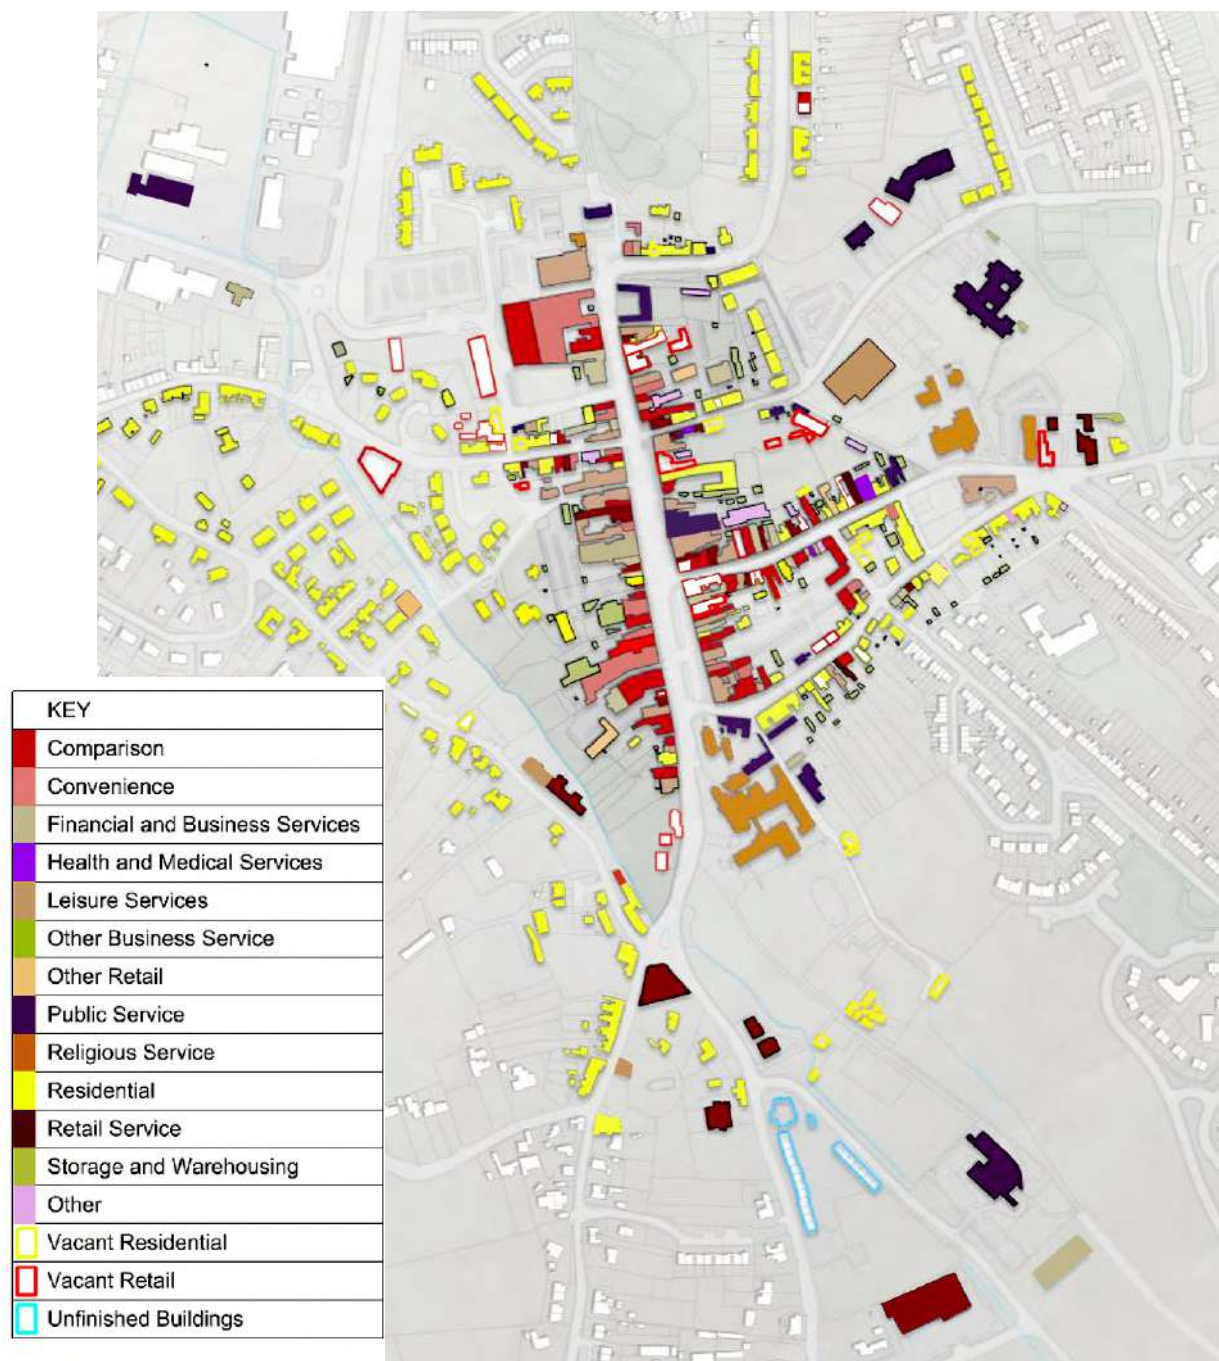 KEY
Comparison
Convenience
Financial and Business Services
Health and Medical Services
Leisure Services
Other Business Service
Other Retail
Public Service
Religious Service
Residential
Retail Service
Storage and Warehousing
Other
Vacant Residential
Vacant Retail
Unfinished Buildings